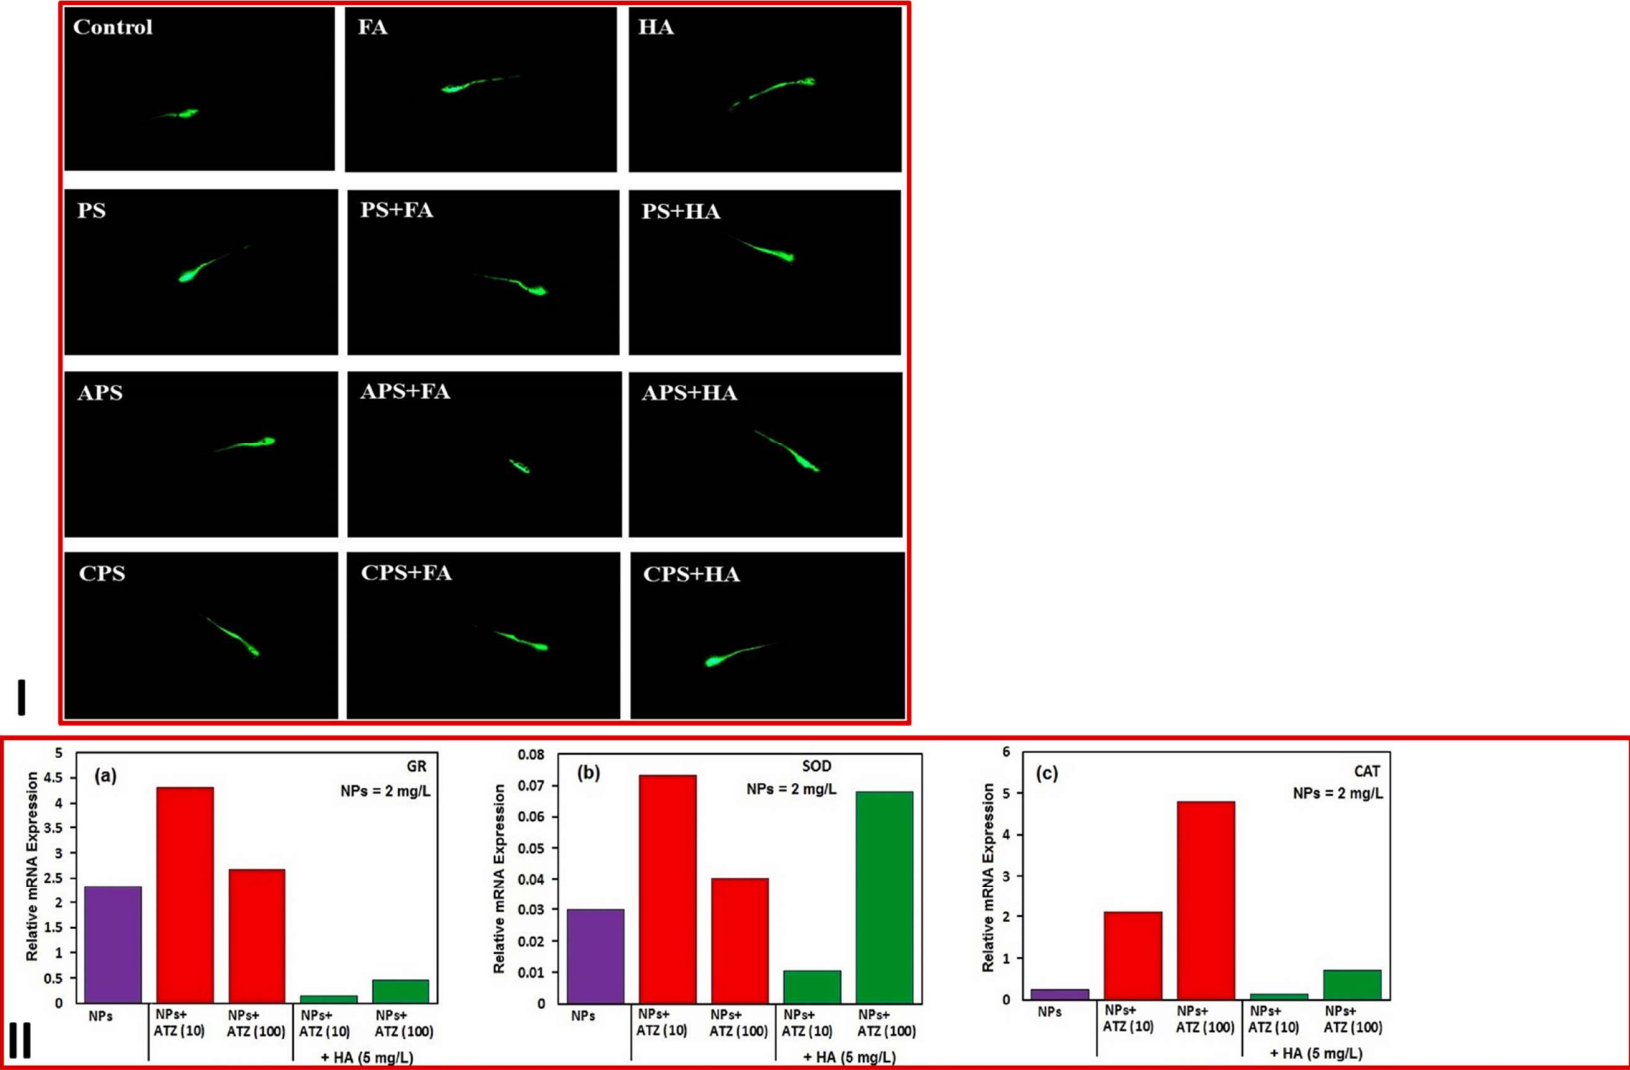 Control
FA
HA
PS
PS+FA
PS+HA
APS
APS+FA
APS+HA
CPS
CPS+FA
CPS+HA
I
(a)
GR
NPs = 2 mg/L
Relative mRNA Expression
5
4.5
4
3.5
3
2.5
2
1.5
1
0.5
0
NPs
NPs+
ATZ (10)
NPs+
ATZ (100)
NPs+
ATZ (10)
NPs+
ATZ (100)
+ HA (5 mg/L)
(b)
SOD
NPs = 2 mg/L
Relative mRNA Expression
0.08
0.07
0.06
0.05
0.04
0.03
0.02
0.01
0
NPs
NPs+
ATZ (10)
NPs+
ATZ (100)
NPs+
ATZ (10)
NPs+
ATZ (100)
+ HA (5 mg/L)
(c)
CAT
NPs = 2 mg/L
Relative mRNA Expression
6
5
4
3
2
1
0
NPs
NPs+
ATZ (10)
NPs+
ATZ (100)
NPs+
ATZ (10)
NPs+
ATZ (100)
+ HA (5 mg/L)
II